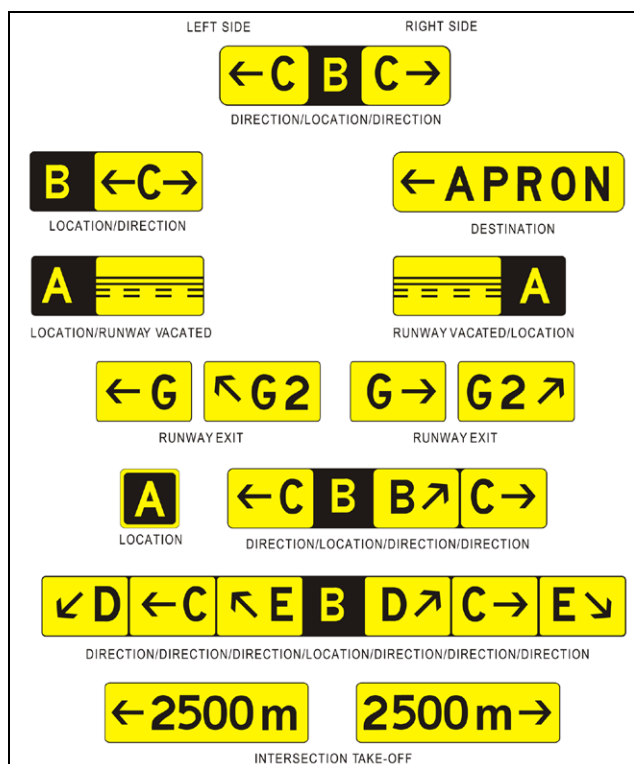 LEFT SIDE RIGHT SIDE
←C B C→
DIRECTION/LOCATION/DIRECTION
B ←C→ ←APRON
LOCATION/DIRECTION DESTINATION
A A
LOCATION/RUNWAY VACATED RUNWAY VACATED/LOCATION
←G ↖G2 G→ G2↗
RUNWAY EXIT RUNWAY EXIT
A ←C B B↗ C→
LOCATION DIRECTION/LOCATION/DIRECTION/DIRECTION
↙D ←C ↖E B D↗ C→ E↘
DIRECTION/DIRECTION/DIRECTION/LOCATION/DIRECTION/DIRECTION/DIRECTION
←2500m 2500m→
INTERSECTION TAKE-OFF